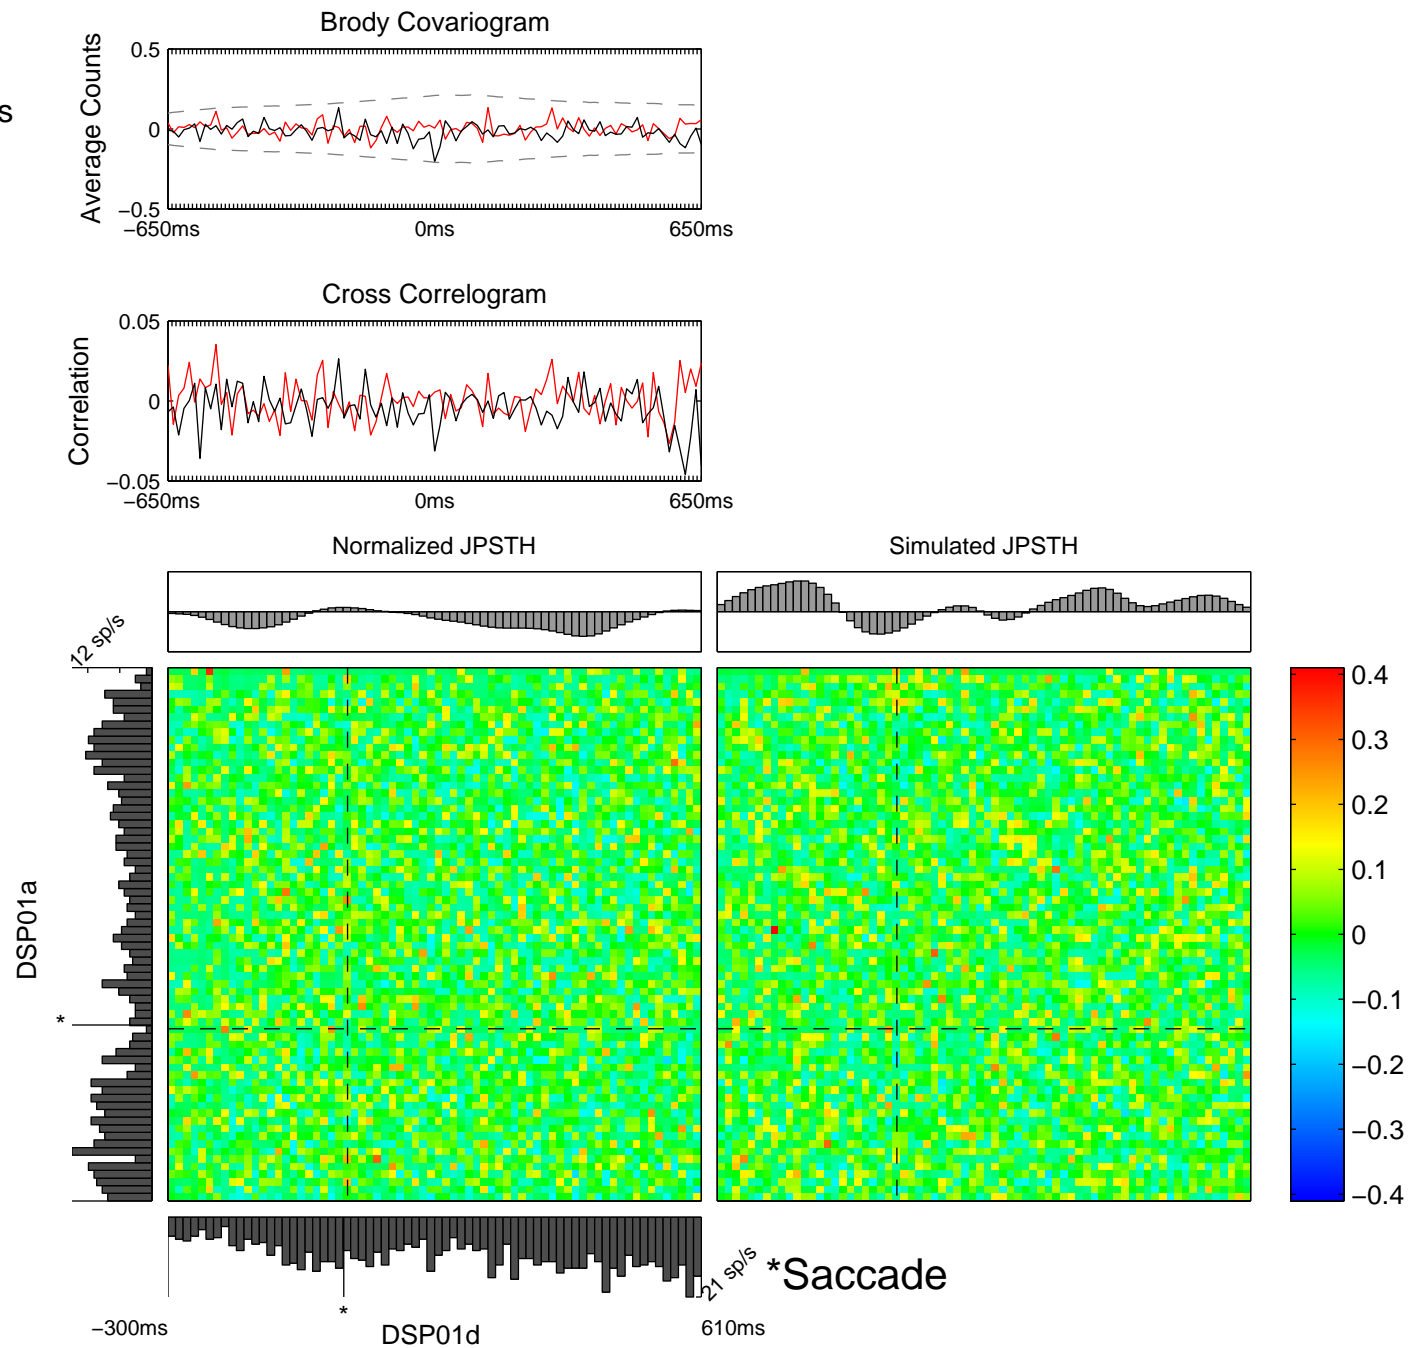 Brody Covariogram
Average Counts
0.5
0
−0.5
−650ms
0ms
650ms
s
Cross Correlogram
Correlation
0.05
0
−0.05
−650ms
0ms
650ms
Normalized JPSTH
Simulated JPSTH
12 sp/s
DSP01a
*
0.4
0.3
0.2
0.1
0
−0.1
−0.2
−0.3
−0.4
21 sp/s
*Saccade
*
−300ms
DSP01d
610ms